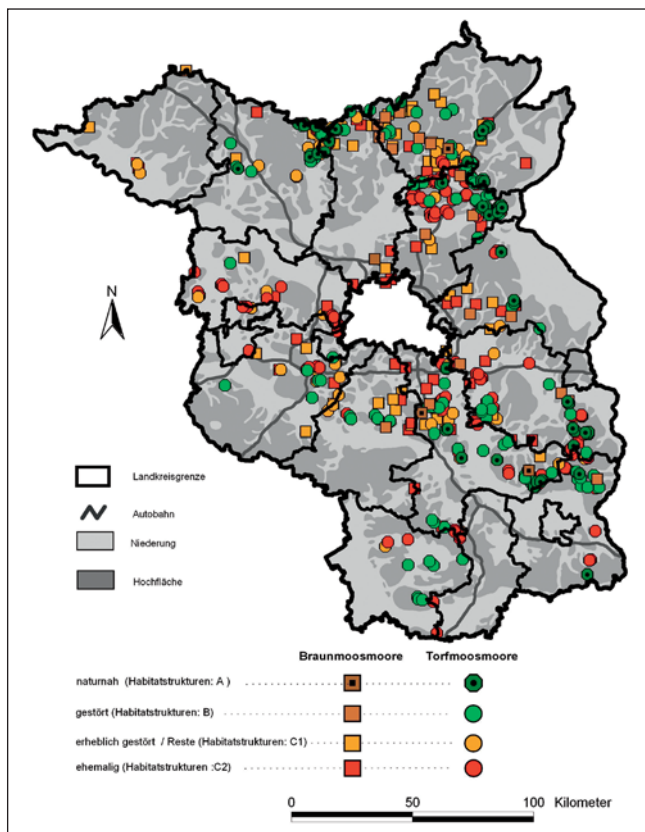 N
Landkreisgrenze
Autobahn
Niederung
Hochfläche
Braunmoosmoore Torfmoosmoore
naturnah (Habitatstrukturen: A )
gestört (Habitatstrukturen: B)
erheblich gestört / Reste (Habitatstrukturen: C1)
ehemalig (Habitatstrukturen :C2)
0 50 100 Kilometer